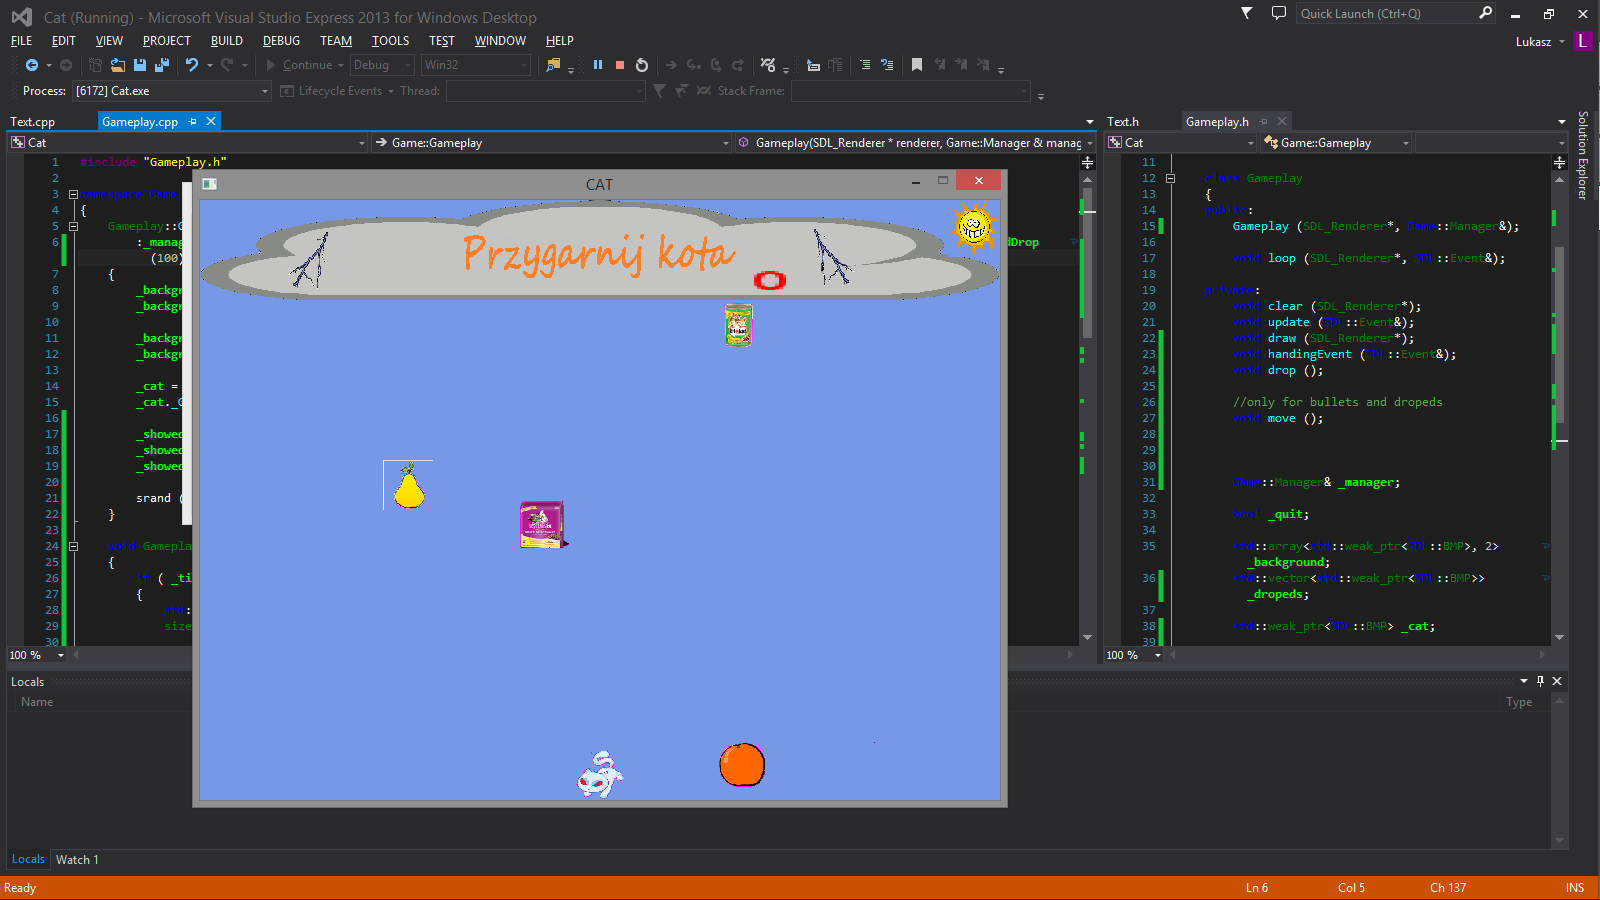 Cat (Running) - Microsoft Visual Studio Express 2013 for Windows Desktop
Quick Launch (Ctrl+Q)
FILE EDIT VIEW PROJECT BUILD DEBUG TEAM TOOLS TEST WINDOW HELP
Lukasz L
Continue Debug Win32
Process: [6172] Cat.exe Lifecycle Events Thread: Stack Frame:
Text.cpp Gameplay.cpp
Cat Game::Gameplay Gameplay(SDL_Renderer * renderer, Game::Manager & manag
1 #include "Gameplay.h"
2
3 namespace Game
4 {
5 Gameplay::G
6 :_manag
(100)
dDrop
7 {
8 _backgr
9 _backgr
10
11 _backgr
12 _backgr
13
14 _cat =
15 _cat._G
16
17 _showed
18 _showed
19 _showed
20
21 srand (
22 }
23
24 void Gamepla
25 {
26 if ( _ti
27 {
28 std:
29 size
30
100 %
CAT
Przygarnij kota
Text.h Gameplay.h
Cat Game::Gameplay
11
12 class Gameplay
13 {
14 public:
15 Gameplay (SDL_Renderer*, Game::Manager&);
16
17 void loop (SDL_Renderer*, SDL::Event&);
18
19 private:
20 void clear (SDL_Renderer*);
21 void update (SDL::Event&);
22 void draw (SDL_Renderer*);
23 void handingEvent (SDL::Event&);
24 void drop ();
25
26 //only for bullets and dropeds
27 void move ();
28
29
30
31 Game::Manager& _manager;
32
33 bool _quit;
34
35 std::array<std::weak_ptr<SDL::BMP>, 2>
_background;
36 std::vector<std::weak_ptr<SDL::BMP>>
_dropeds;
37
38 std::weak_ptr<SDL::BMP> _cat;
39
100 %
Solution Explorer
Locals
Name Type
Locals Watch 1
Ready Ln 6 Col 5 Ch 137 INS